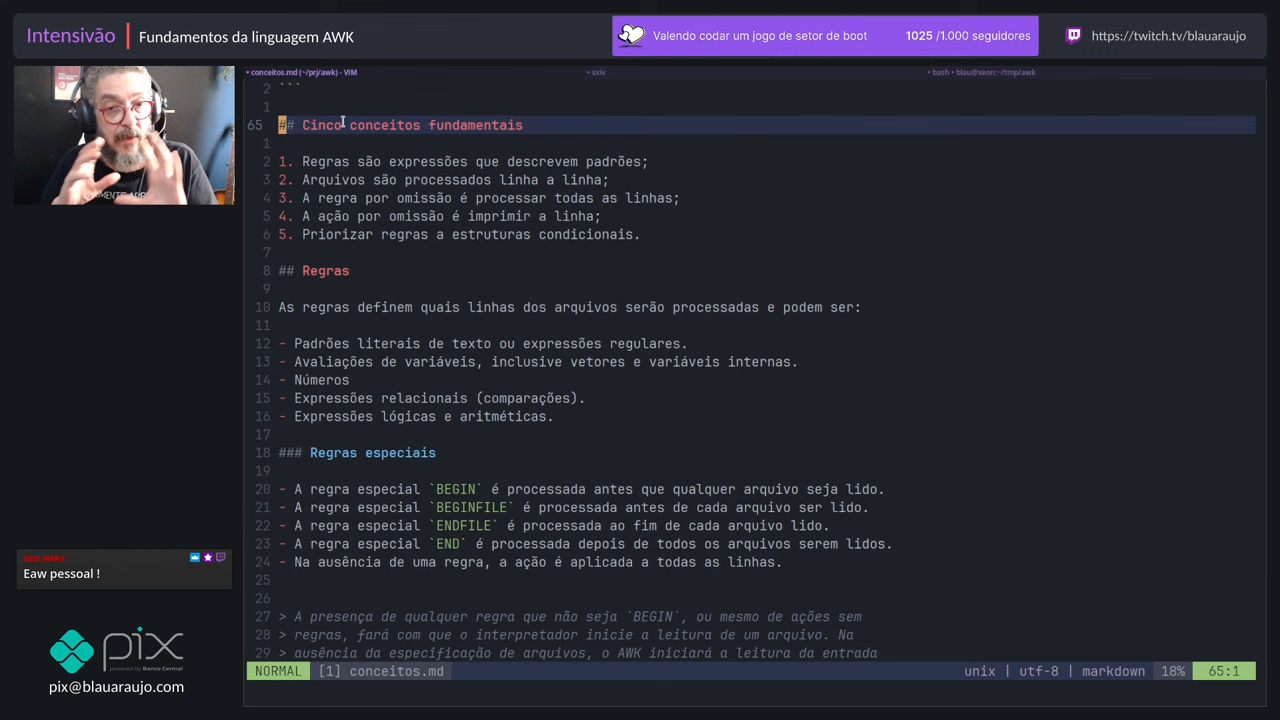 Intensivão
Fundamentos da linguagem AWK
Valendo codar um jogo de setor de boot 1025 /1.000 seguidores
https://twitch.tv/blauaraujo
• conceitos.md (~/prj/awk) - VIM
• sxiv
• bash • blau@xeon:~/tmp/awk
2 ```
1
65 ## Cinco conceitos fundamentais
1
2 1. Regras são expressões que descrevem padrões;
3 2. Arquivos são processados linha a linha;
4 3. A regra por omissão é processar todas as linhas;
5 4. A ação por omissão é imprimir a linha;
6 5. Priorizar regras a estruturas condicionais.
7
8 ## Regras
9
10 As regras definem quais linhas dos arquivos serão processadas e podem ser:
11
12 - Padrões literais de texto ou expressões regulares.
13 - Avaliações de variáveis, inclusive vetores e variáveis internas.
14 - Números
15 - Expressões relacionais (comparações).
16 - Expressões lógicas e aritméticas.
17
18 ### Regras especiais
19
20 - A regra especial `BEGIN` é processada antes que qualquer arquivo seja lido.
21 - A regra especial `BEGINFILE` é processada antes de cada arquivo ser lido.
22 - A regra especial `ENDFILE` é processada ao fim de cada arquivo lido.
23 - A regra especial `END` é processada depois de todos os arquivos serem lidos.
24 - Na ausência de uma regra, a ação é aplicada a todas as linhas.
25
26
27 > A presença de qualquer regra que não seja `BEGIN`, ou mesmo de ações sem
28 > regras, fará com que o interpretador inicie a leitura de um arquivo. Na
29 > ausência da especificação de arquivos, o AWK iniciará a leitura da entrada
NORMAL [1] conceitos.md unix | utf-8 | markdown 18% 65:1
Eaw pessoal !
pix
powered by Banco Central
pix@blauaraujo.com